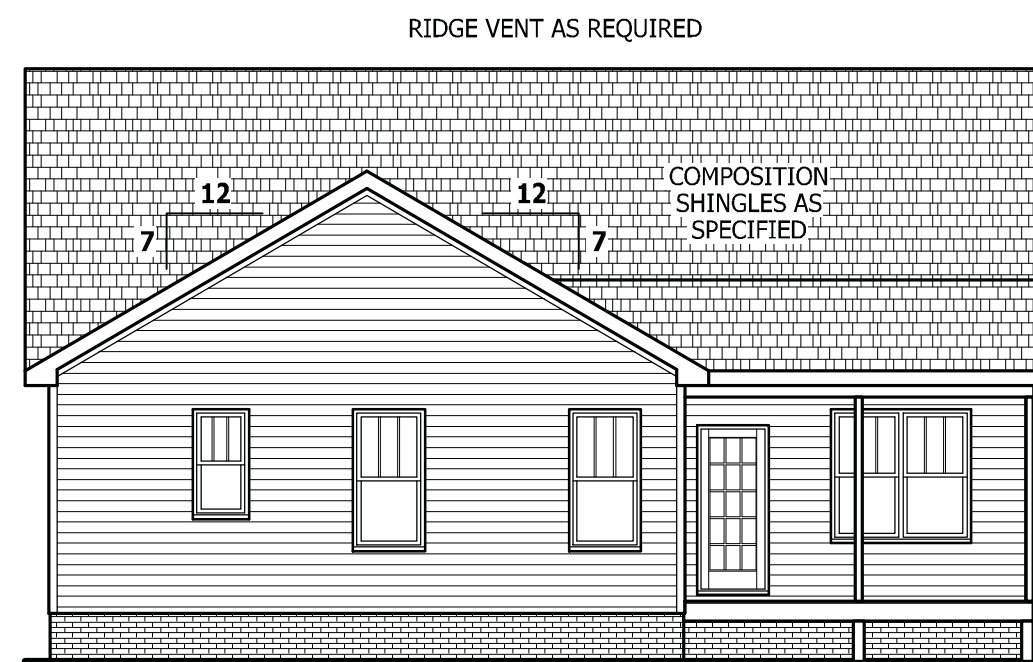 RIDGE VENT AS REQUIRED
12
7
12
7
COMPOSITION
SHINGLES AS
SPECIFIED